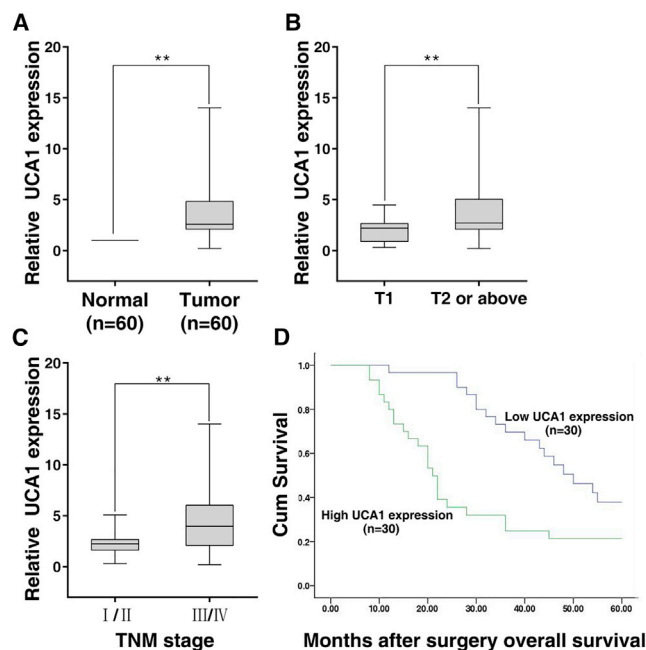 A
Relative UCA1 expression
20
15
10
5
0
**
Normal
(n=60)
Tumor
(n=60)
B
Relative UCA1 expression
20
15
10
5
0
**
T1
T2 or above
C
Relative UCA1 expression
20
15
10
5
0
**
I / II
III/IV
TNM stage
D
Cum Survival
1.0
0.8
0.6
0.4
0.2
0.0
Low UCA1 expression
(n=30)
High UCA1 expression
(n=30)
0.00 10.00 20.00 30.00 40.00 50.00 60.00
Months after surgery overall survival